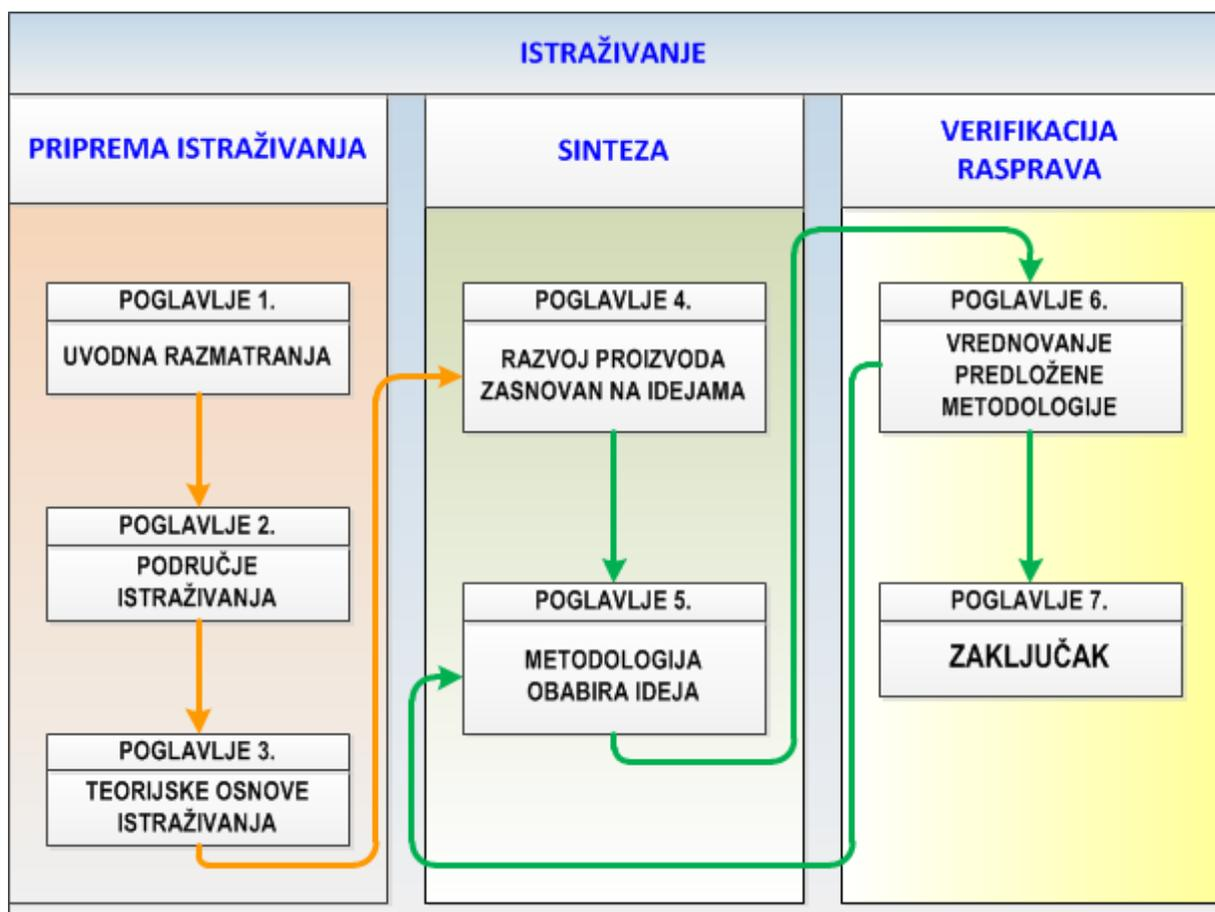 ISTRAŽIVANJE
PRIPREMA ISTRAŽIVANJA
SINTEZA
VERIFIKACIJA
RASPRAVA
POGLAVLJE 1.
UVODNA RAZMATRANJA
POGLAVLJE 2.
PODRUČJE
ISTRAŽIVANJA
POGLAVLJE 3.
TEORIJSKE OSNOVE
ISTRAŽIVANJA
POGLAVLJE 4.
RAZVOJ PROIZVODA
ZASNOVAN NA IDEJAMA
POGLAVLJE 5.
METODOLOGIJA
OBABIRA IDEJA
POGLAVLJE 6.
VREDNOVANJE
PREDLOŽENE
METODOLOGIJE
POGLAVLJE 7.
ZAKLJUČAK